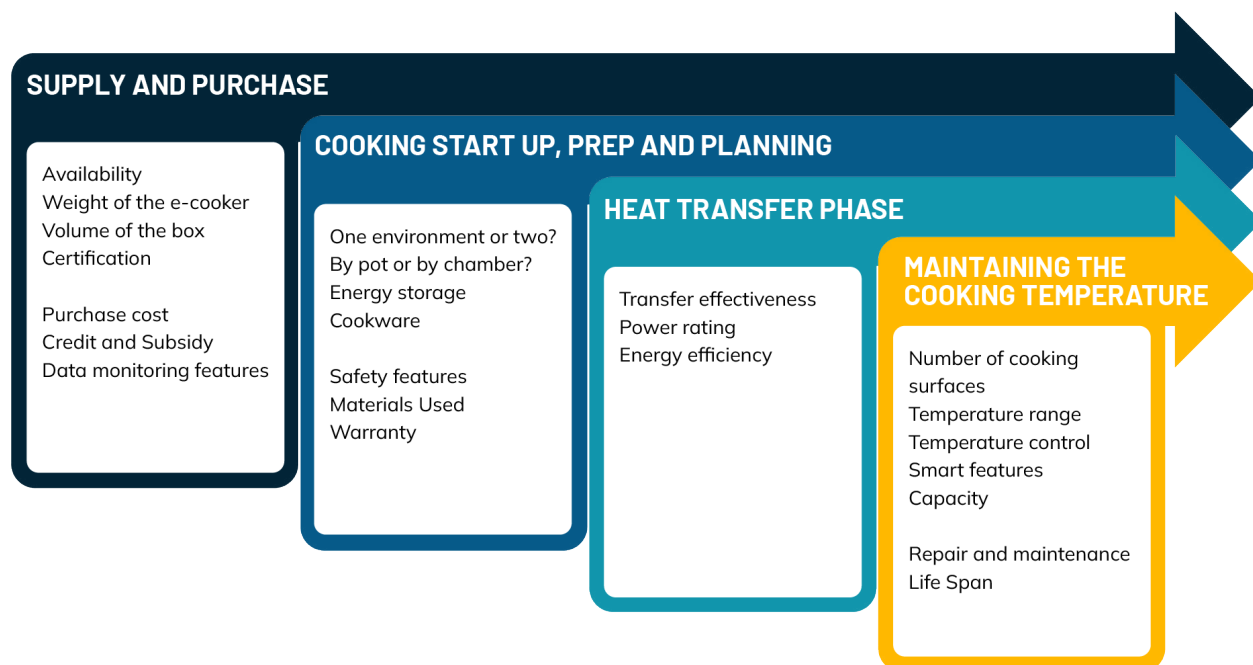 SUPPLY AND PURCHASE
Availability
Weight of the e-cooker
Volume of the box
Certification
Purchase cost
Credit and Subsidy
Data monitoring features
COOKING START UP, PREP AND PLANNING
One environment or two?
By pot or by chamber?
Energy storage
Cookware
Safety features
Materials Used
Warranty
HEAT TRANSFER PHASE
Transfer effectiveness
Power rating
Energy efficiency
MAINTAINING THE
COOKING TEMPERATURE
Number of cooking
surfaces
Temperature range
Temperature control
Smart features
Capacity
Repair and maintenance
Life Span